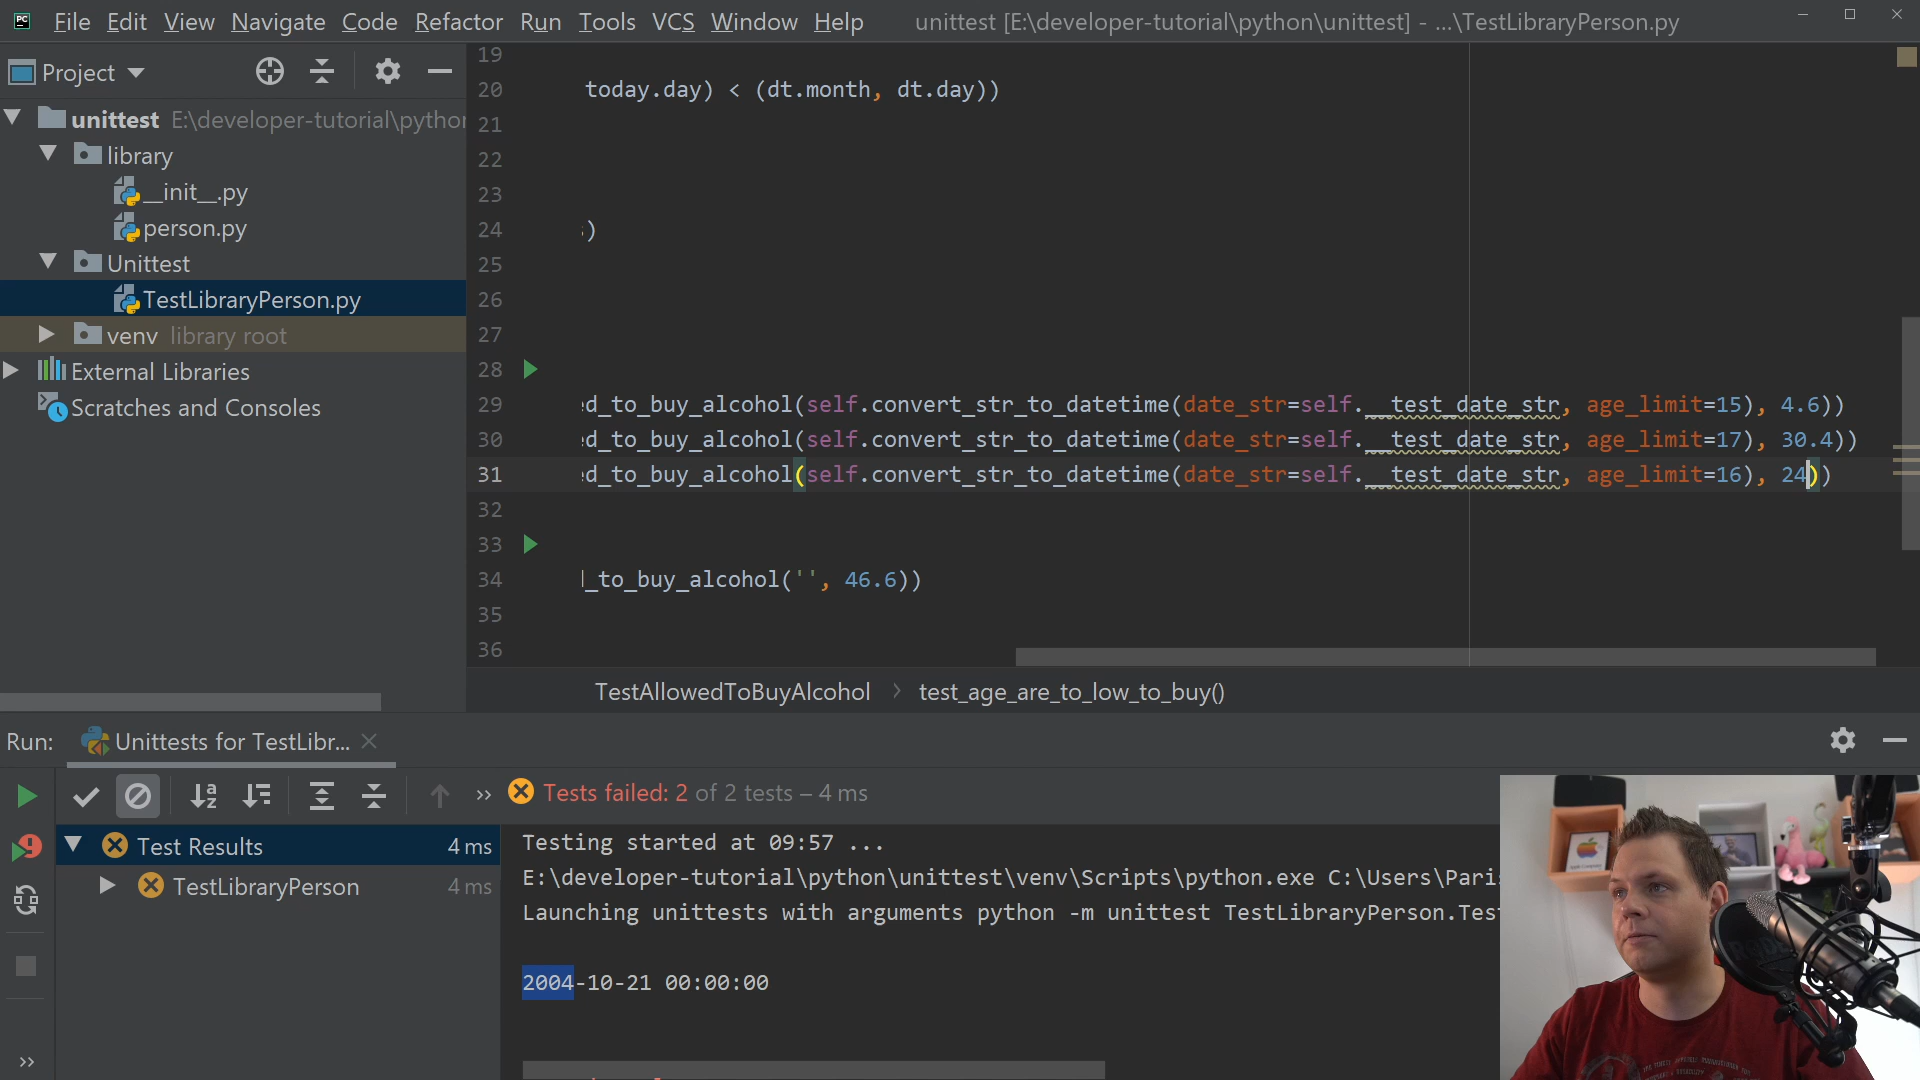 PC File Edit View Navigate Code Refactor Run Tools VCS Window Help unittest [E:\developer-tutorial\python\unittest] - ...\TestLibraryPerson.py
Project
unittest E:\developer-tutorial\pytho
library
__init__.py
person.py
Unittest
TestLibraryPerson.py
venv library root
External Libraries
Scratches and Consoles
19
20 today.day) < (dt.month, dt.day))
21
22
23
24 )
25
26
27
28
29 d_to_buy_alcohol(self.convert_str_to_datetime(date_str=self.__test_date_str, age_limit=15), 4.6))
30 d_to_buy_alcohol(self.convert_str_to_datetime(date_str=self.__test_date_str, age_limit=17), 30.4))
31 d_to_buy_alcohol(self.convert_str_to_datetime(date_str=self.__test_date_str, age_limit=16), 24))
32
33
34 _to_buy_alcohol('', 46.6))
35
36
TestAllowedToBuyAlcohol › test_age_are_to_low_to_buy()
Run: Unittests for TestLibr...
Tests failed: 2 of 2 tests – 4 ms
Test Results 4 ms
TestLibraryPerson 4 ms
Testing started at 09:57 ...
E:\developer-tutorial\python\unittest\venv\Scripts\python.exe C:\Users\Paris
Launching unittests with arguments python -m unittest TestLibraryPerson.Tes
2004-10-21 00:00:00